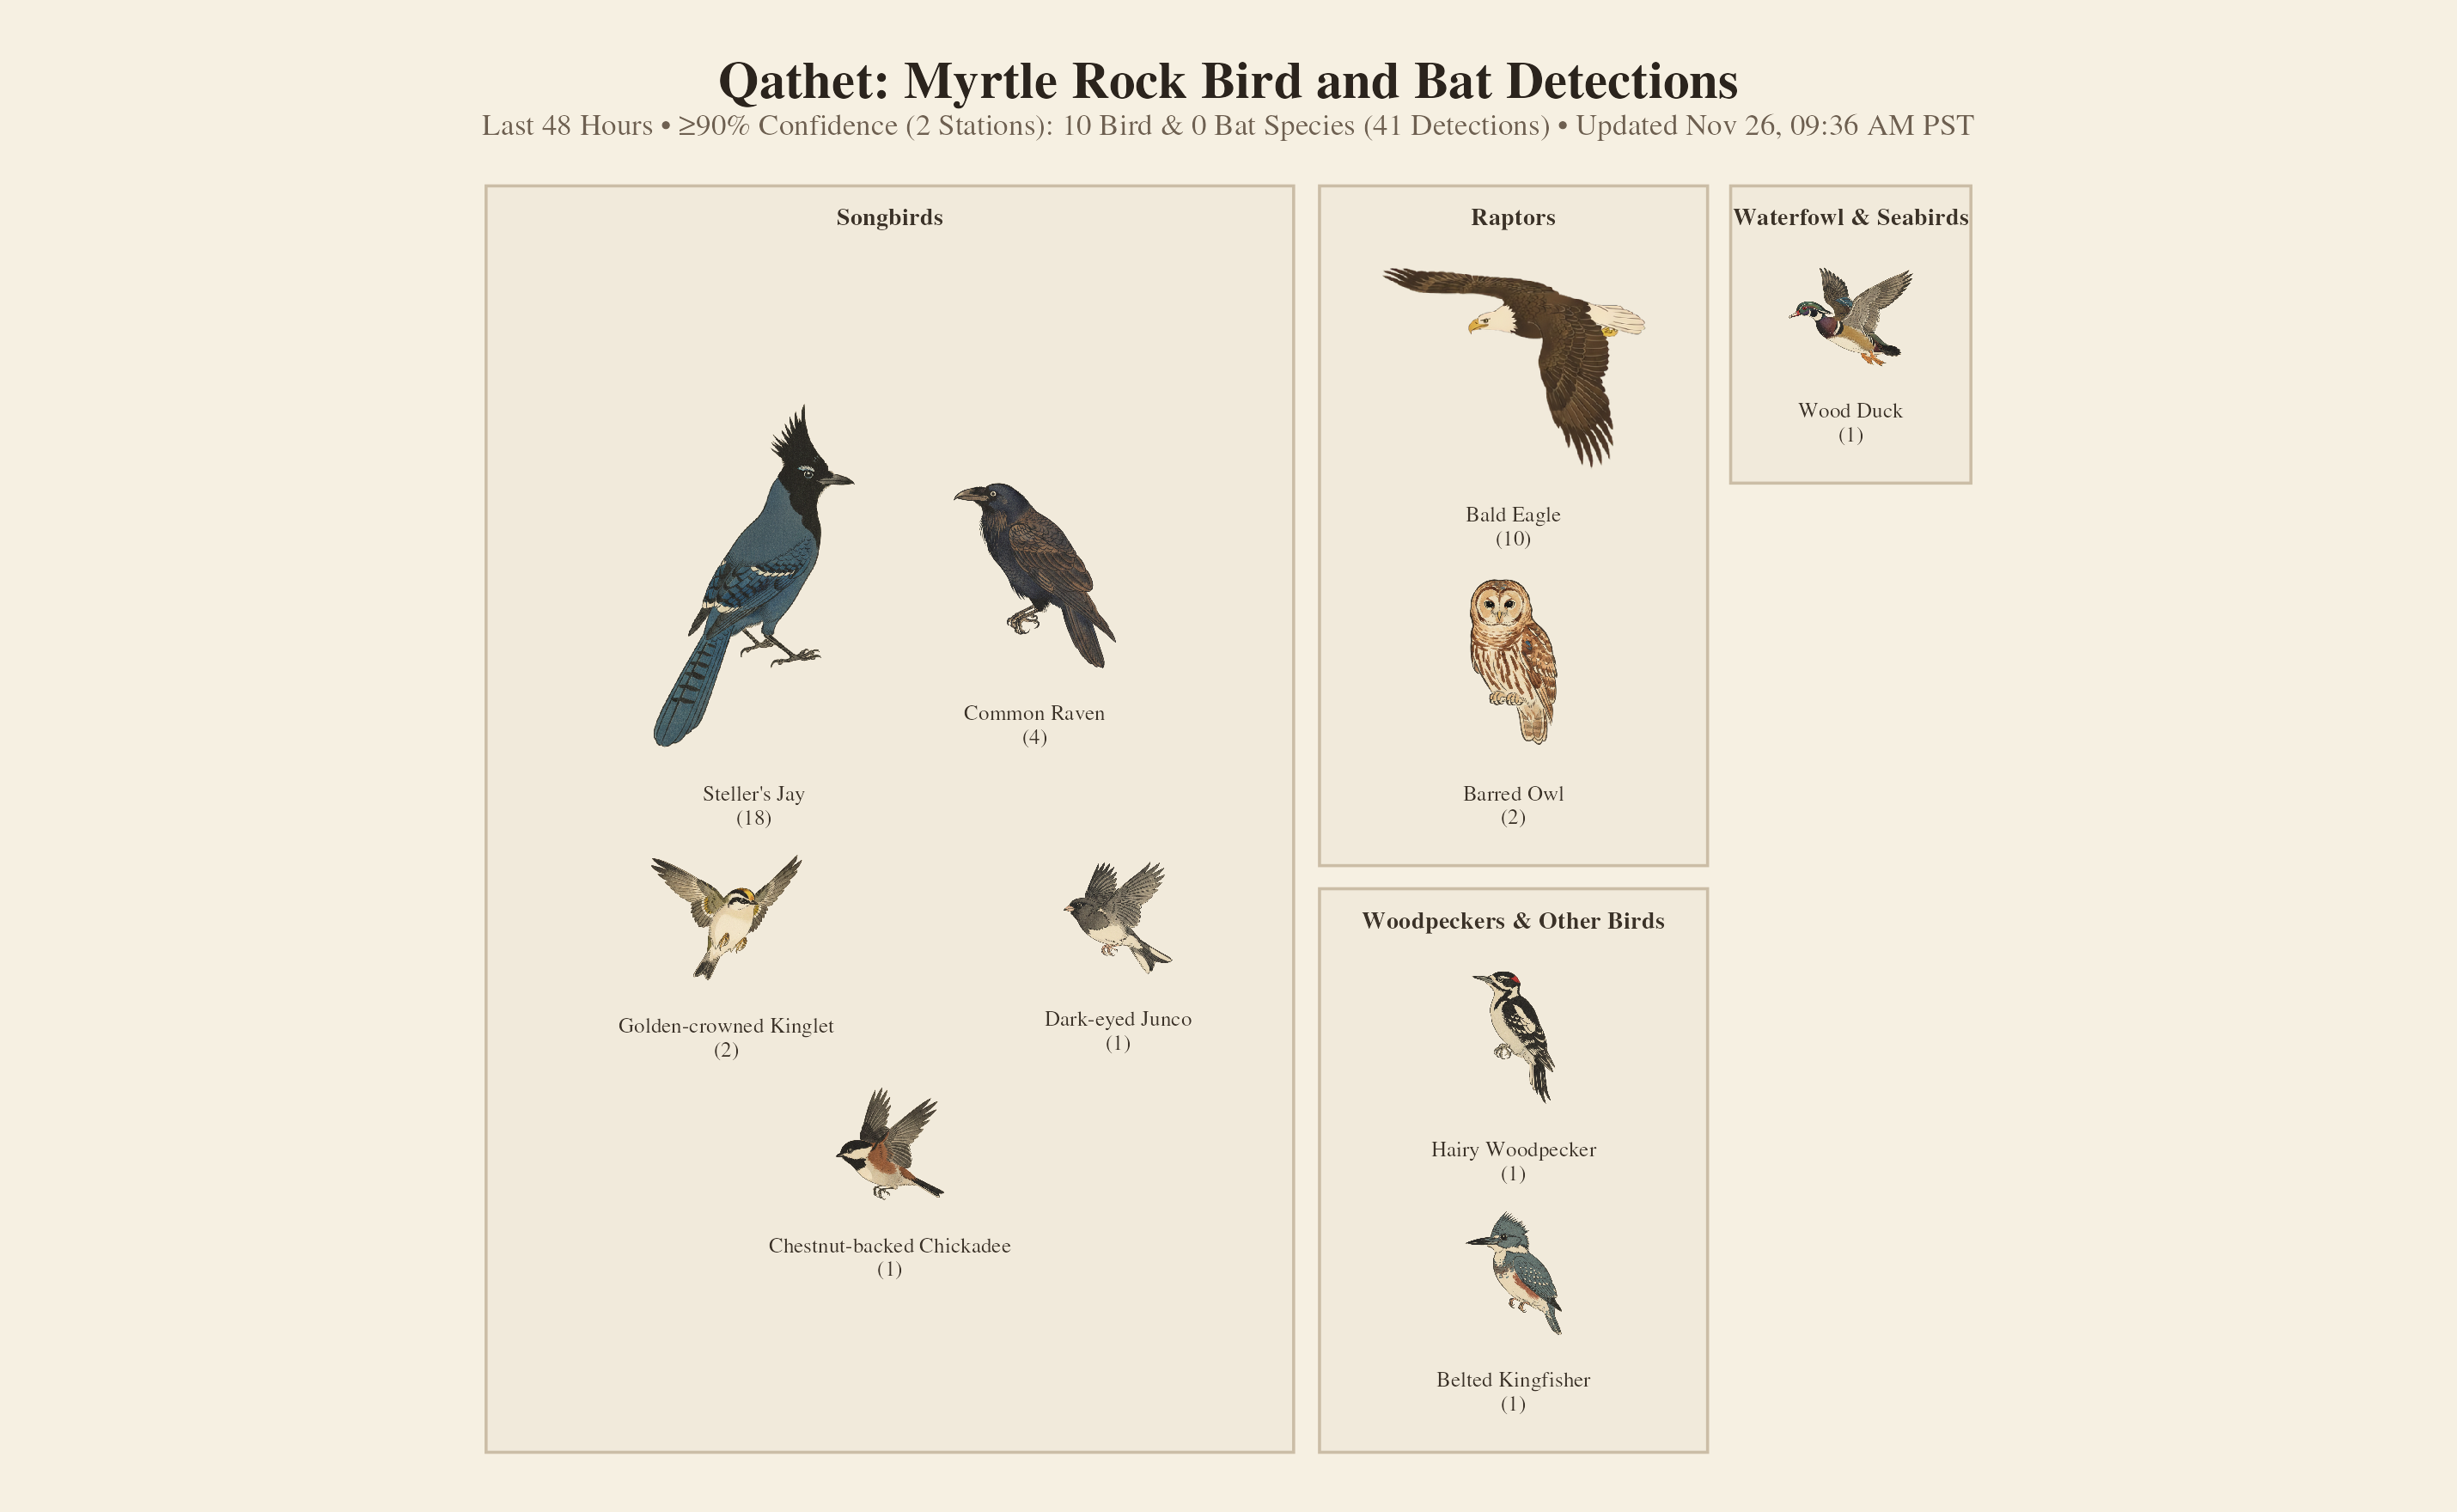 Qathet: Myrtle Rock Bird and Bat Detections
Last 48 Hours • ≥90% Confidence (2 Stations): 10 Bird & 0 Bat Species (41 Detections) • Updated Nov 26, 09:36 AM PST
Songbirds
Steller's Jay
(18)
Common Raven
(4)
Golden-crowned Kinglet
(2)
Dark-eyed Junco
(1)
Chestnut-backed Chickadee
(1)
Raptors
Bald Eagle
(10)
Barred Owl
(2)
Woodpeckers & Other Birds
Hairy Woodpecker
(1)
Belted Kingfisher
(1)
Waterfowl & Seabirds
Wood Duck
(1)